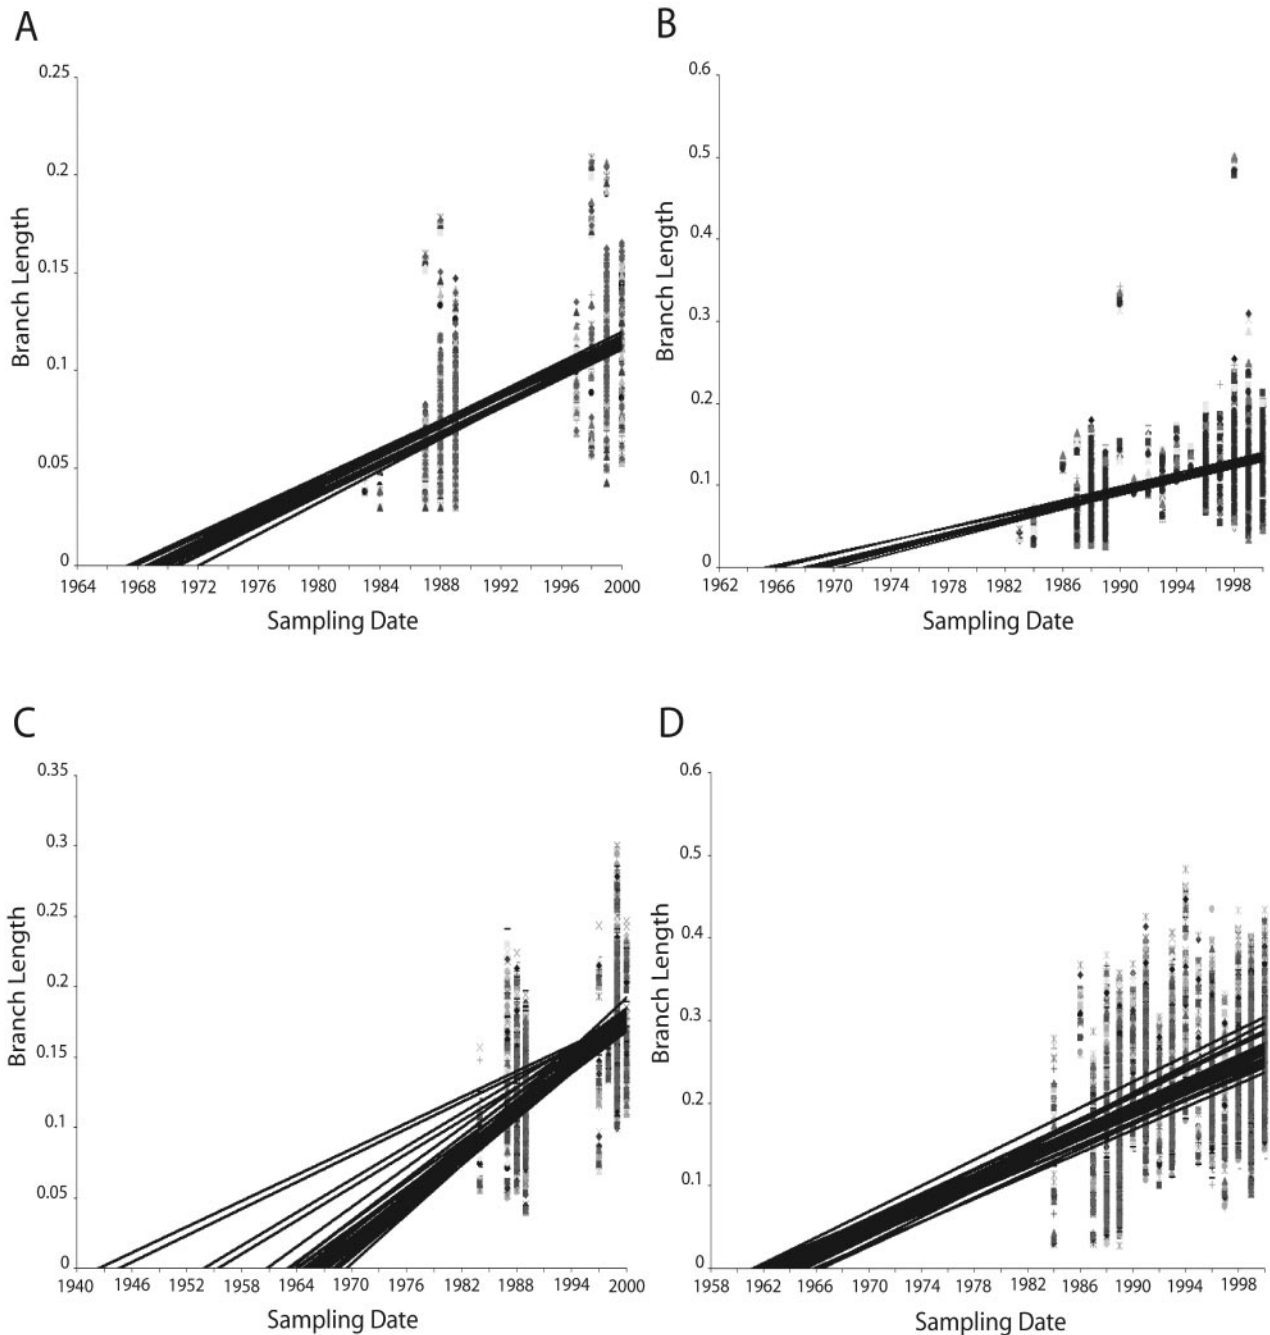 A
0.25
0.2
0.15
0.1
0.05
0
Branch Length
1964 1968 1972 1976 1980 1984 1988 1992 1996 2000
Sampling Date
B
0.6
0.5
0.4
0.3
0.2
0.1
0
Branch Length
1962 1966 1970 1974 1978 1982 1986 1990 1994 1998
Sampling Date
C
0.35
0.3
0.25
0.2
0.15
0.1
0.05
0
Branch Length
1940 1946 1952 1958 1964 1970 1976 1982 1988 1994 2000
Sampling Date
D
0.6
0.5
0.4
0.3
0.2
0.1
0
Branch Length
1958 1962 1966 1970 1974 1978 1982 1986 1990 1994 1998
Sampling Date